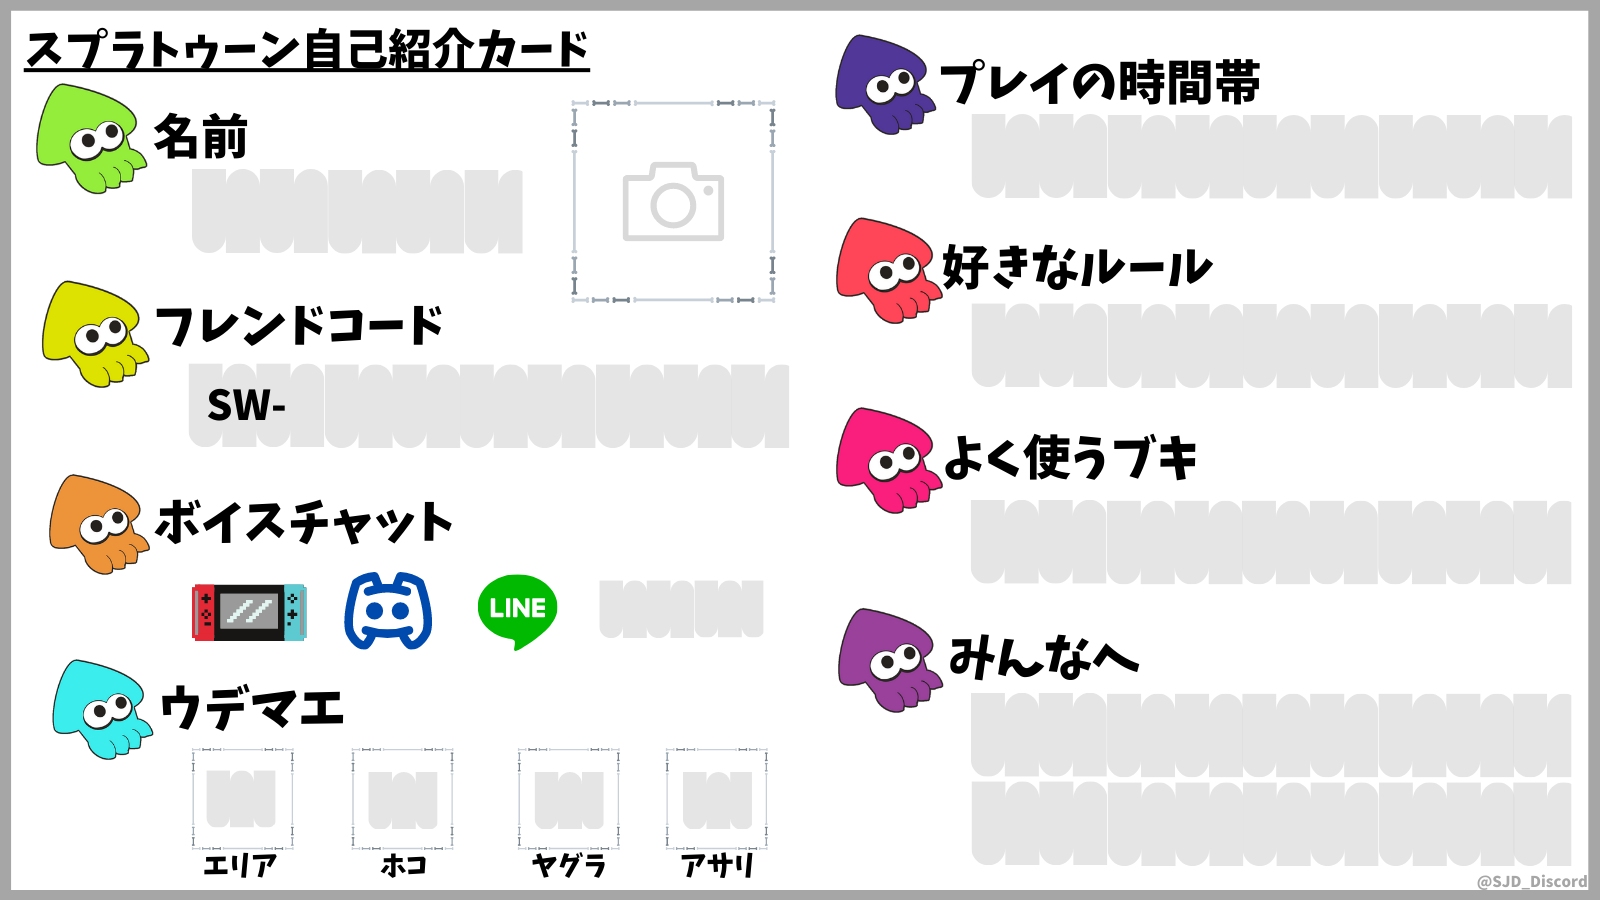 スプラトゥーン自己紹介カード
名前
フレンドコード
SW-
ボイスチャット
LINE
ウデマエ
エリア
ホコ
ヤグラ
アサリ
プレイの時間帯
好きなルール
よく使うブキ
みんなへ
@SJD_Discord